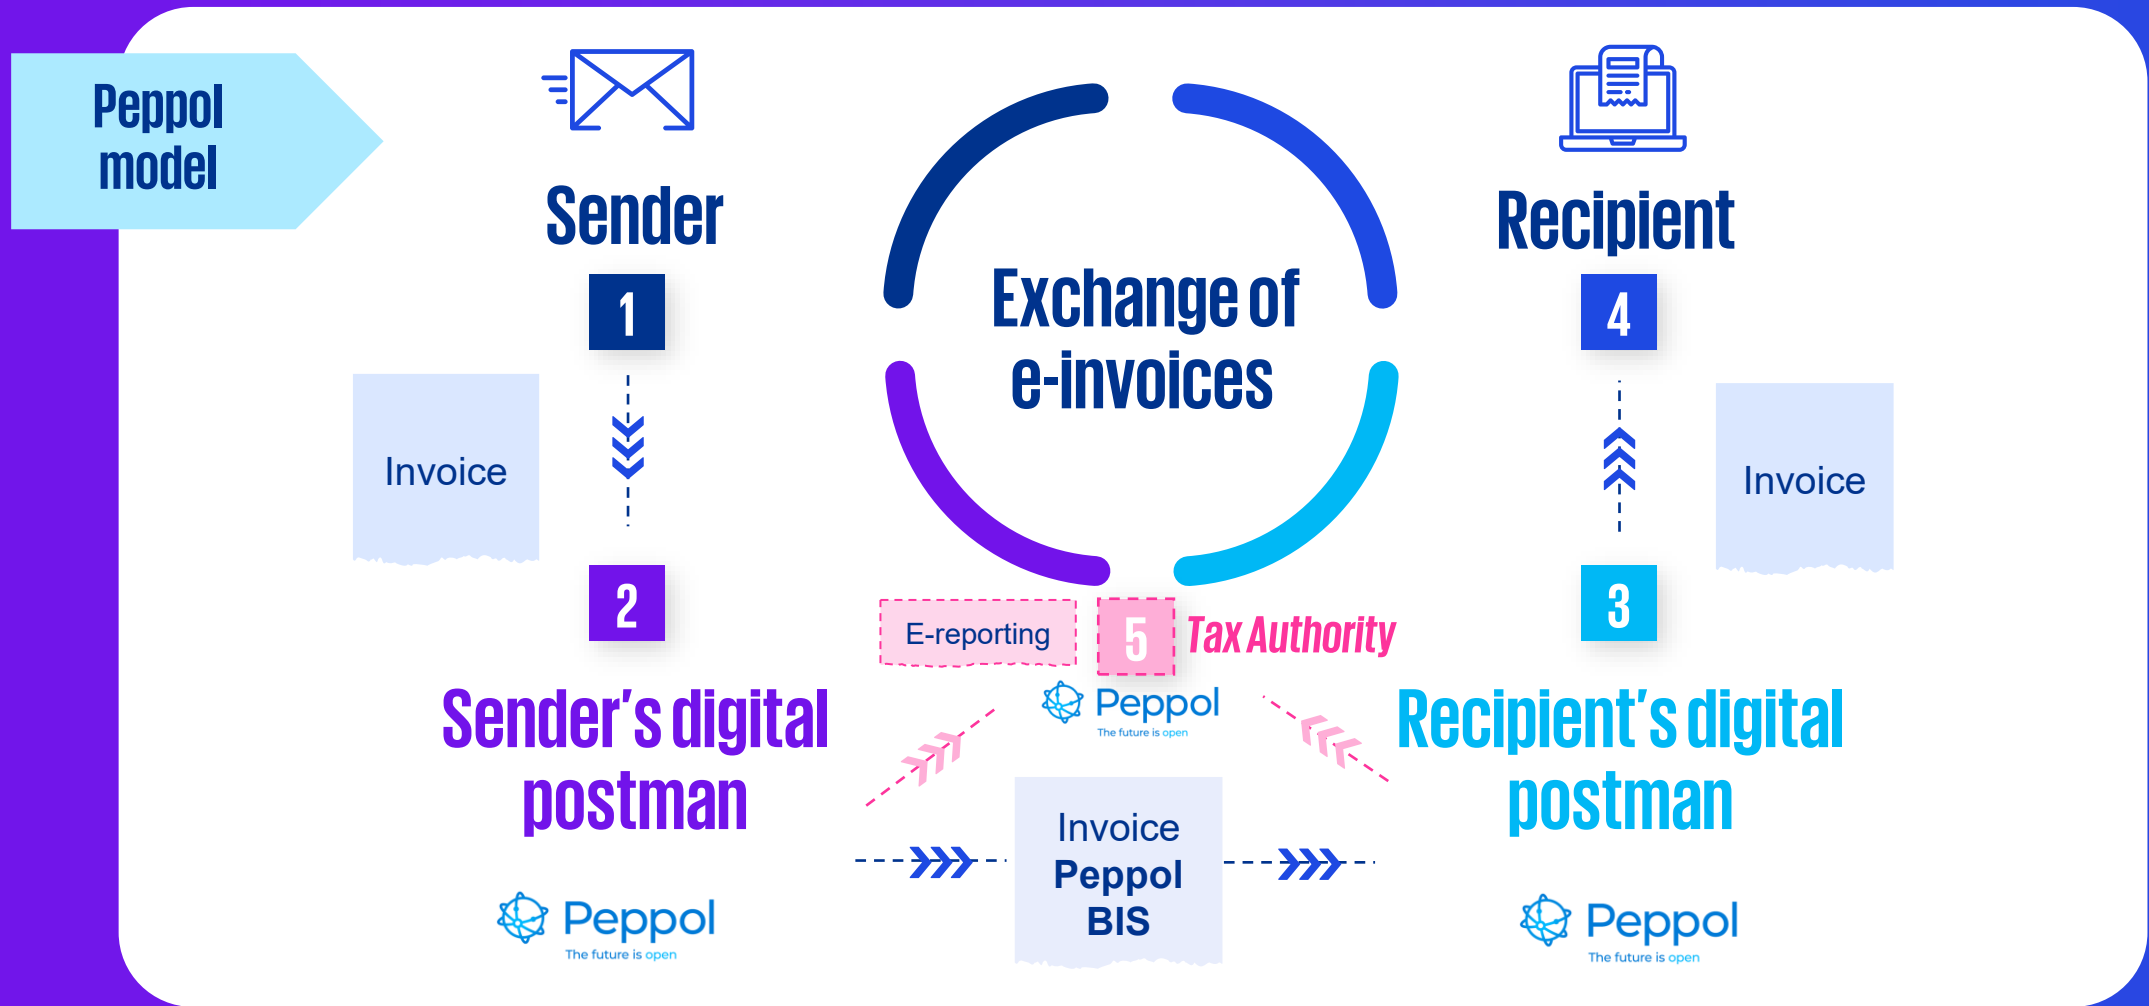 Peppol
model
Sender
1
Invoice
2
Sender's digital
postman
Peppol
The future is open
Exchange of
e-invoices
E-reporting
5
Tax Authority
Peppol
The future is open
Invoice
Peppol
BIS
Recipient
4
Invoice
3
Recipient's digital
postman
Peppol
The future is open